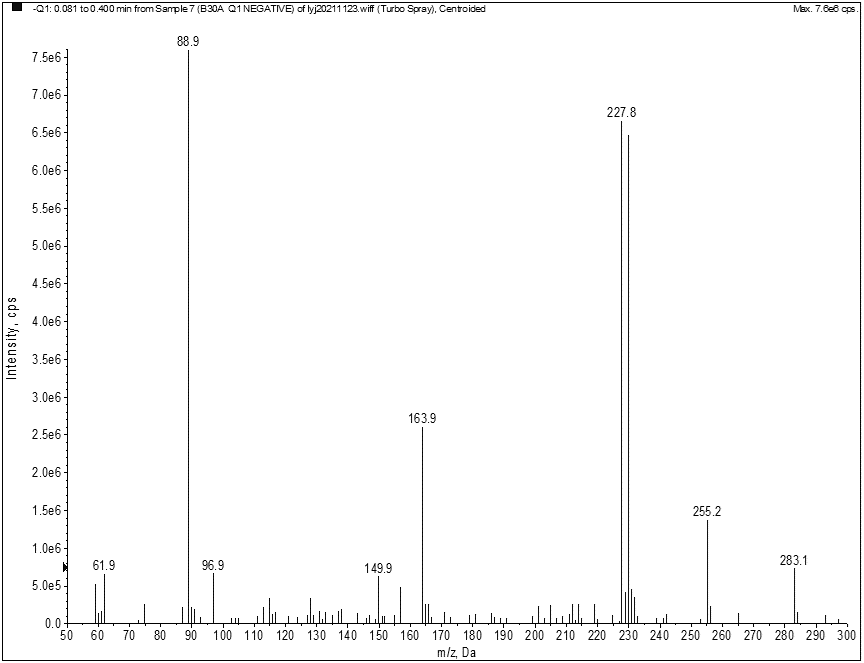 -Q1: 0.081 to 0.400 min from Sample 7 (B30A Q1 NEGATIVE) of lyj20211123.wiff (Turbo Spray), Centroided
Max. 7.6e6 cps.
88.9
7.5e6
7.0e6
227.8
6.5e6
6.0e6
5.5e6
5.0e6
4.5e6
4.0e6
Intensity, cps
3.5e6
3.0e6
163.9
2.5e6
2.0e6
1.5e6
255.2
1.0e6
61.9
96.9
149.9
283.1
5.0e5
0.0
50 60 70 80 90 100 110 120 130 140 150 160 170 180 190 200 210 220 230 240 250 260 270 280 290 300
m/z, Da